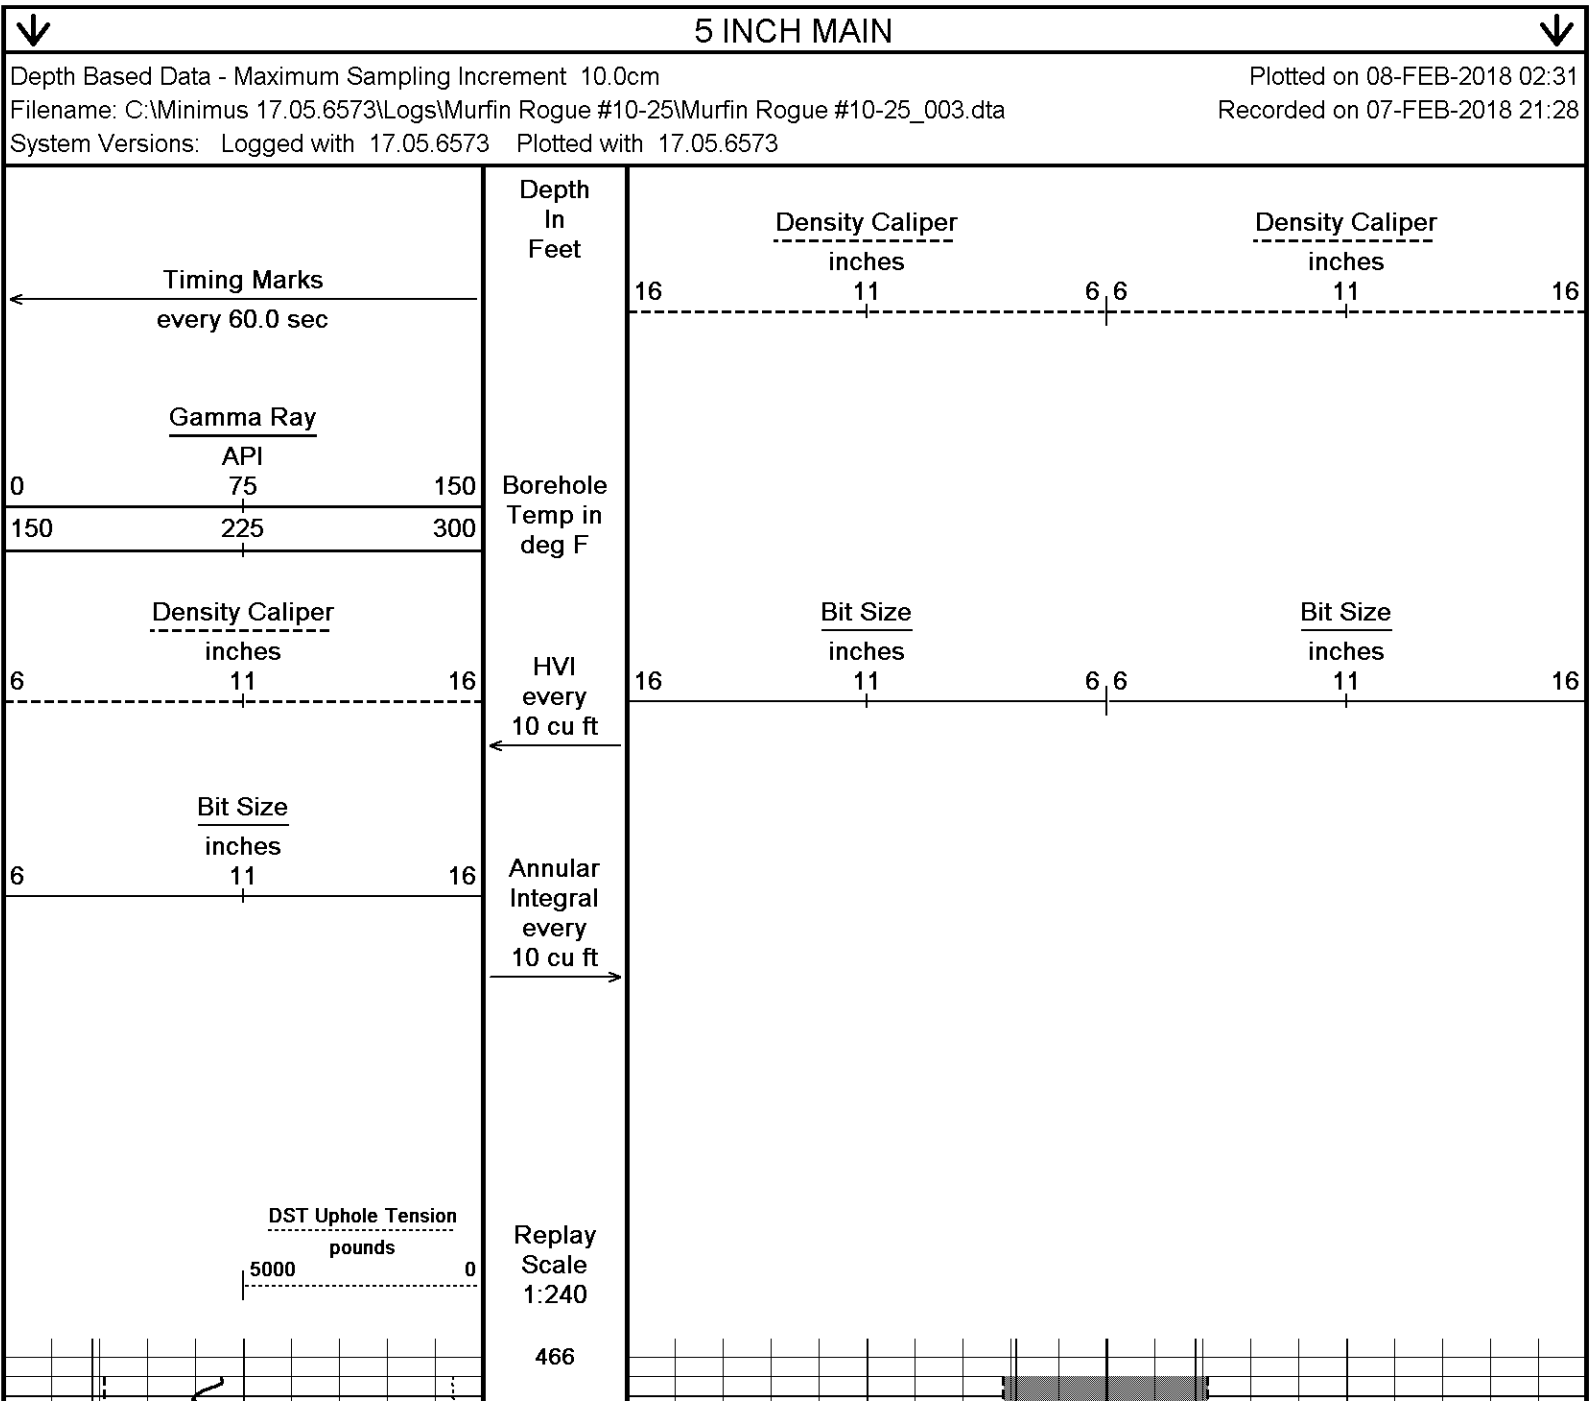 5 INCH MAIN
Depth Based Data - Maximum Sampling Increment 10.0cm
Plotted on 08-FEB-2018 02:31
Filename: C:\Minimus 17.05.6573\Logs\Murfin Rogue #10-25\Murfin Rogue #10-25_003.dta
Recorded on 07-FEB-2018 21:28
System Versions: Logged with 17.05.6573 Plotted with 17.05.6573
Timing Marks
every 60.0 sec
Gamma Ray
API
0 75 150
150 225 300
Density Caliper
inches
6 11 16
Bit Size
inches
6 11 16
DST Uphole Tension
pounds
5000 0
Depth
In
Feet
Borehole
Temp in
deg F
HVI
every
10 cu ft
Annular
Integral
every
10 cu ft
Replay
Scale
1:240
466
Density Caliper Density Caliper
inches inches
16 11 6 6 11 16
Bit Size Bit Size
inches inches
16 11 6 6 11 16